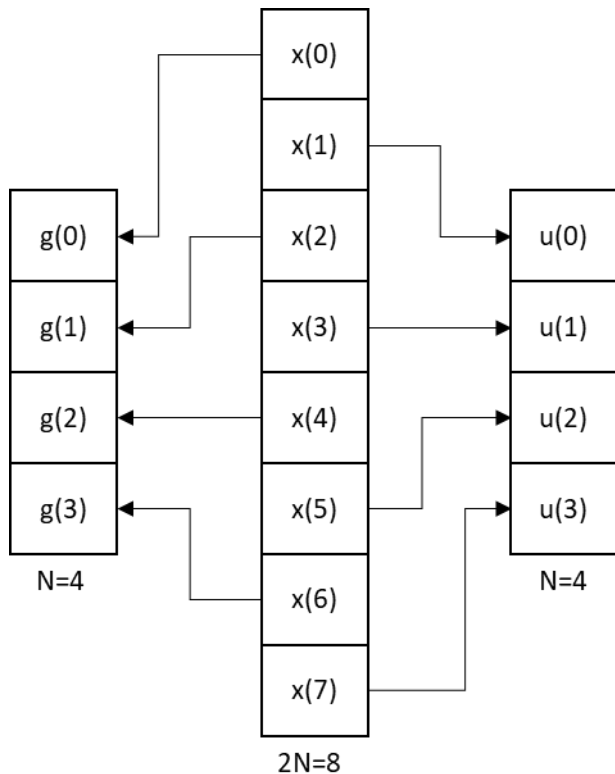 x(0)
x(1)
g(0)
x(2)
u(0)
g(1)
x(3)
u(1)
g(2)
x(4)
u(2)
g(3)
x(5)
u(3)
N=4
x(6)
N=4
x(7)
2N=8